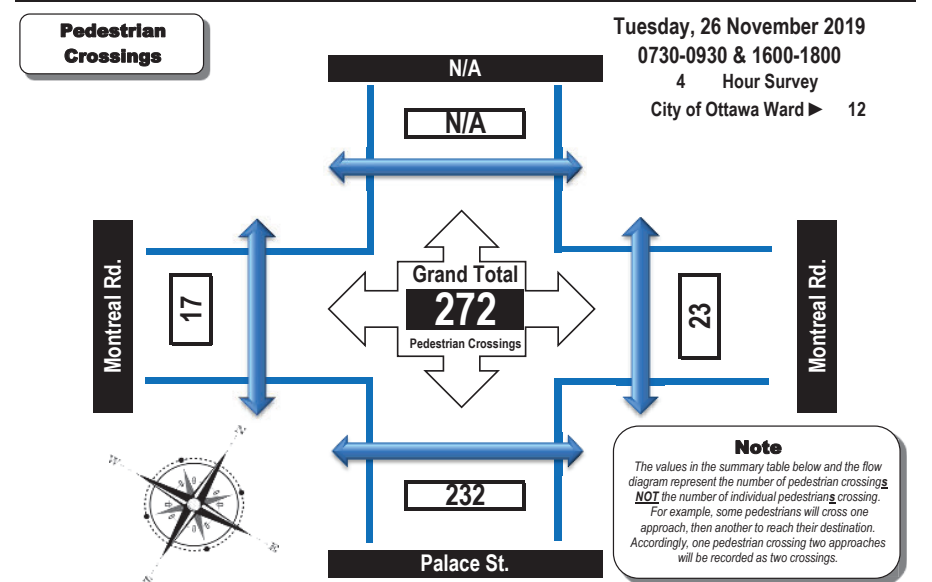 Pedestrian
Crossings
Tuesday, 26 November 2019
0730-0930 & 1600-1800
4 Hour Survey
City of Ottawa Ward ► 12
N/A
N/A
Montreal Rd.
17
Grand Total
272
Pedestrian Crossings
23
Montreal Rd.
232
Palace St.
N
W
E
S
Note
The values in the summary table below and the flow
diagram represent the number of pedestrian crossings
NOT the number of individual pedestrians crossing.
For example, some pedestrians will cross one
approach, then another to reach their destination.
Accordingly, one pedestrian crossing two approaches
will be recorded as two crossings.